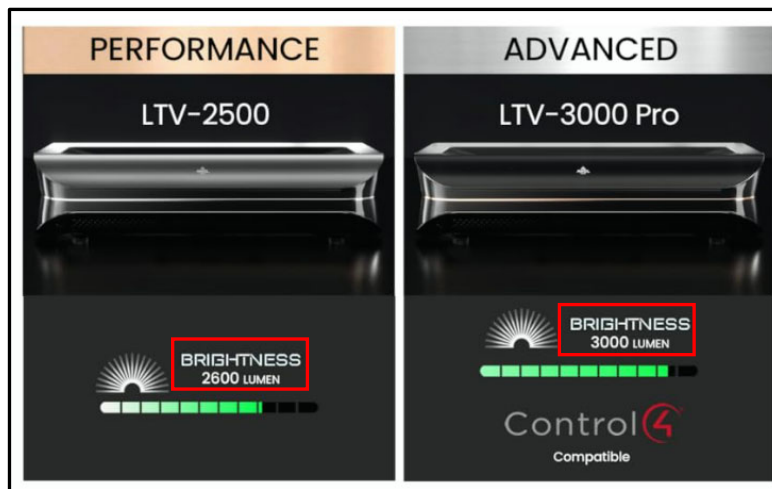 PERFORMANCE
LTV-2500
BRIGHTNESS
2600 LUMEN
ADVANCED
LTV-3000 Pro
BRIGHTNESS
3000 LUMEN
Control4
Compatible